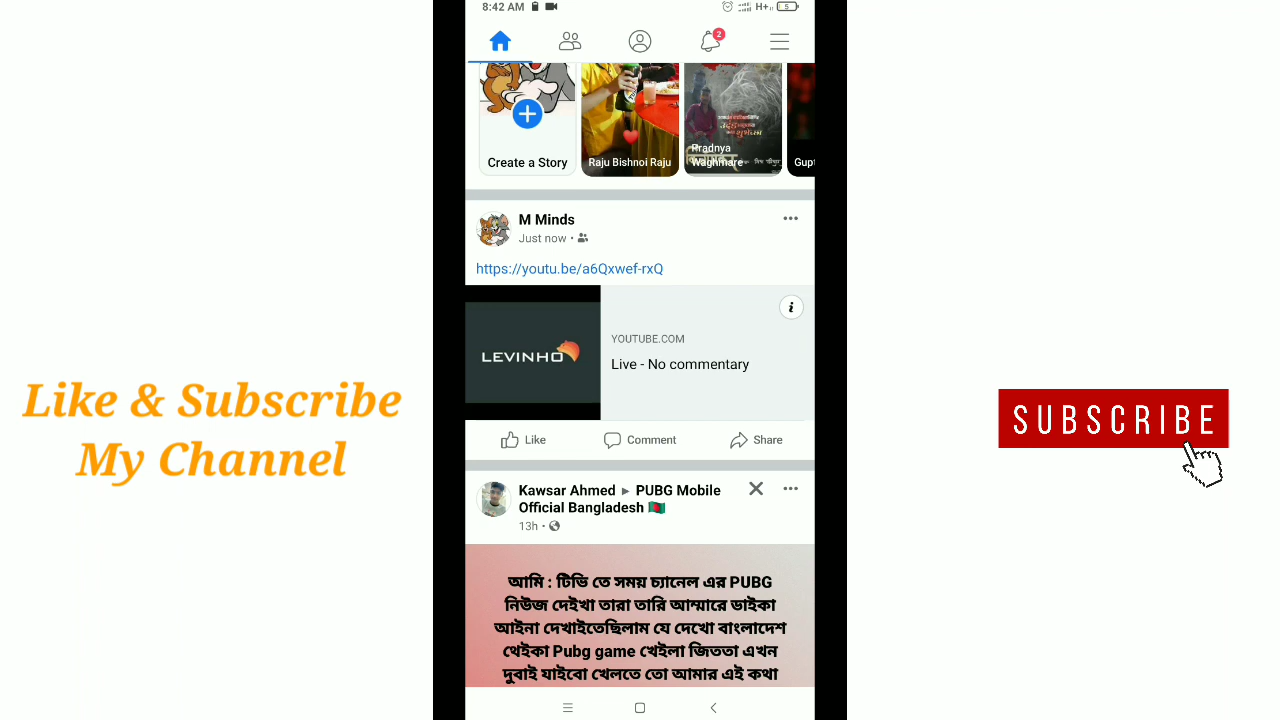 8:42 AM
H+
5
2
Create a Story
Raju Bishnoi Raju
Pradnya
Waghmare
Gupt
M Minds
Just now
https://youtu.be/a6Qxwef-rxQ
LEVINHO
YOUTUBE.COM
Live - No commentary
Like
Comment
Share
Kawsar Ahmed ▸ PUBG Mobile
Official Bangladesh 🇧🇩
13h
আমি : টিভি তে সময় চ্যানেল এর PUBG
নিউজ দেইখা তারা তারি আম্মারে ডাইকা
আইনা দেখাইতেছিলাম যে দেখো বাংলাদেশ
থেইকা Pubg game খেইলা জিততা এখন
দুবাই যাইবো খেলতে তো আমার এই কথা
Like & Subscribe
My Channel
SUBSCRIBE